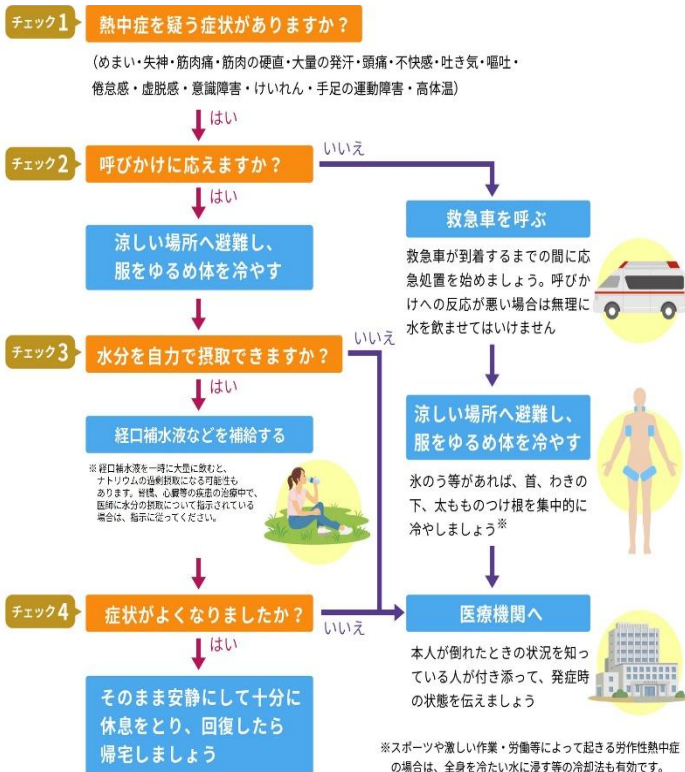 チェック1
熱中症を疑う症状がありますか？
(めまい・失神・筋肉痛・筋肉の硬直・大量の発汗・頭痛・不快感・吐き気・嘔吐・
倦怠感・虚脱感・意識障害・けいれん・手足の運動障害・高体温)
はい
チェック2
呼びかけに応えますか？
いいえ
はい
涼しい場所へ避難し、
服をゆるめ体を冷やす
救急車を呼ぶ
救急車が到着するまでの間に応
急処置を始めましょう。呼びか
けへの反応が悪い場合は無理に
水を飲ませてはいけません
チェック3
水分を自力で摂取できますか？
いいえ
はい
経口補水液などを補給する
※経口補水液を一時に大量に飲むと、
ナトリウムの過剰摂取になる可能性も
あります。腎臓、心臓等の疾患の治療中で、
医師に水分の摂取について指示されている
場合は、指示に従ってください。
涼しい場所へ避難し、
服をゆるめ体を冷やす
氷のう等があれば、首、わきの
下、太もものつけ根を集中的に
冷やしましょう※
チェック4
症状がよくなりましたか？
いいえ
はい
そのまま安静にして十分に
休息をとり、回復したら
帰宅しましょう
医療機関へ
本人が倒れたときの状況を知っ
ている人が付き添って、発症時
の状態を伝えましょう
※スポーツや激しい作業・労働等によって起きる労作性熱中症
の場合は、全身を冷たい水に浸す等の冷却法も有効です。